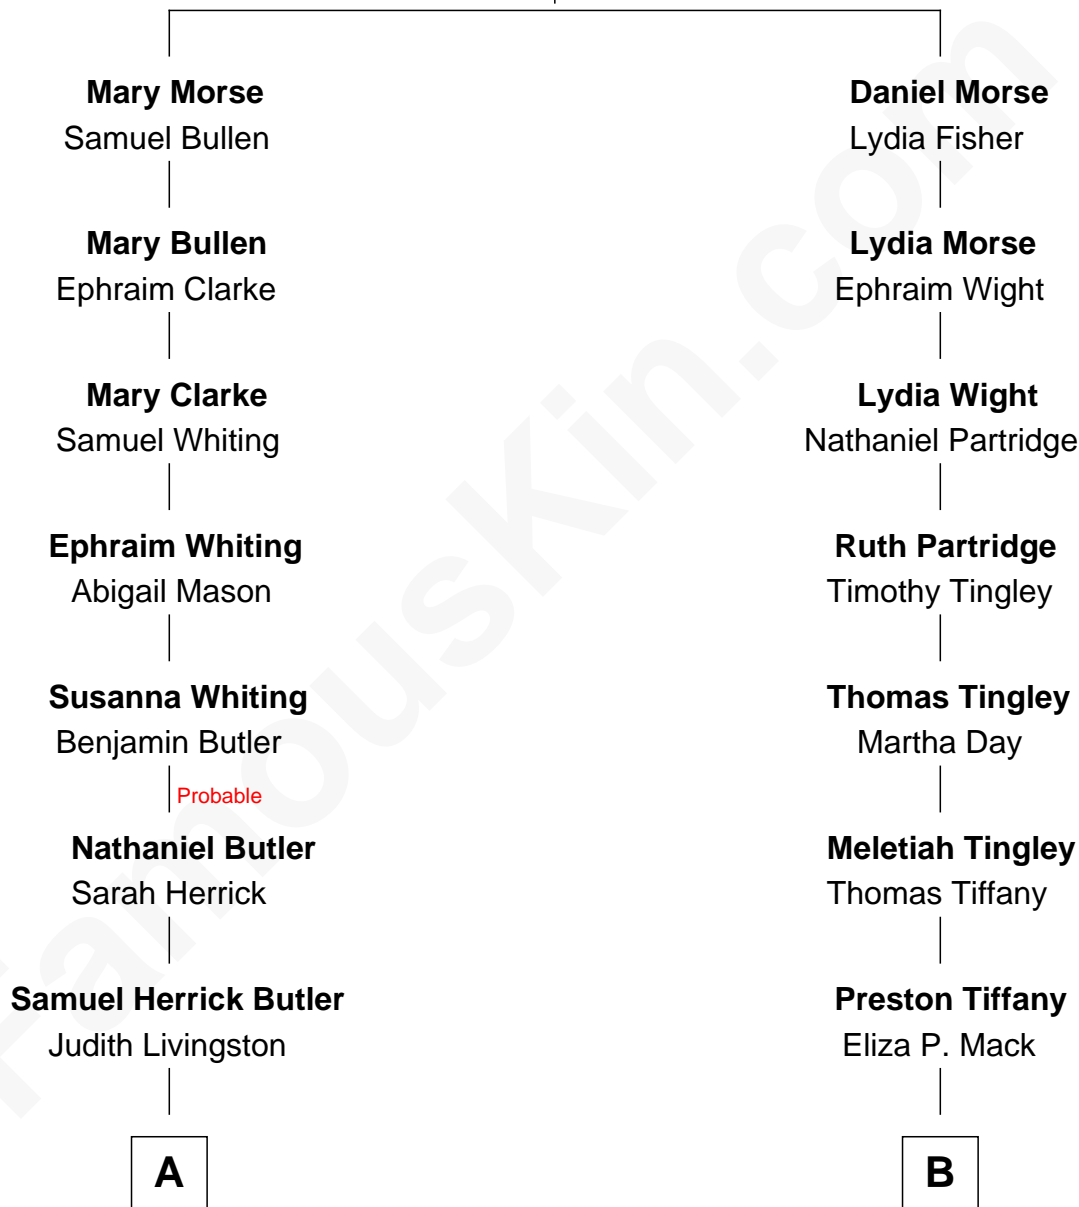 Mary Morse
Samuel Bullen
Daniel Morse
Lydia Fisher
Mary Bullen
Ephraim Clarke
Lydia Morse
Ephraim Wight
Mary Clarke
Samuel Whiting
Lydia Wight
Nathaniel Partridge
Ephraim Whiting
Abigail Mason
Ruth Partridge
Timothy Tingley
Susanna Whiting
Benjamin Butler
Thomas Tingley
Martha Day
Probable
Nathaniel Butler
Sarah Herrick
Meletiah Tingley
Thomas Tiffany
Samuel Herrick Butler
Judith Livingston
Preston Tiffany
Eliza P. Mack
A
B
FamousKin.com